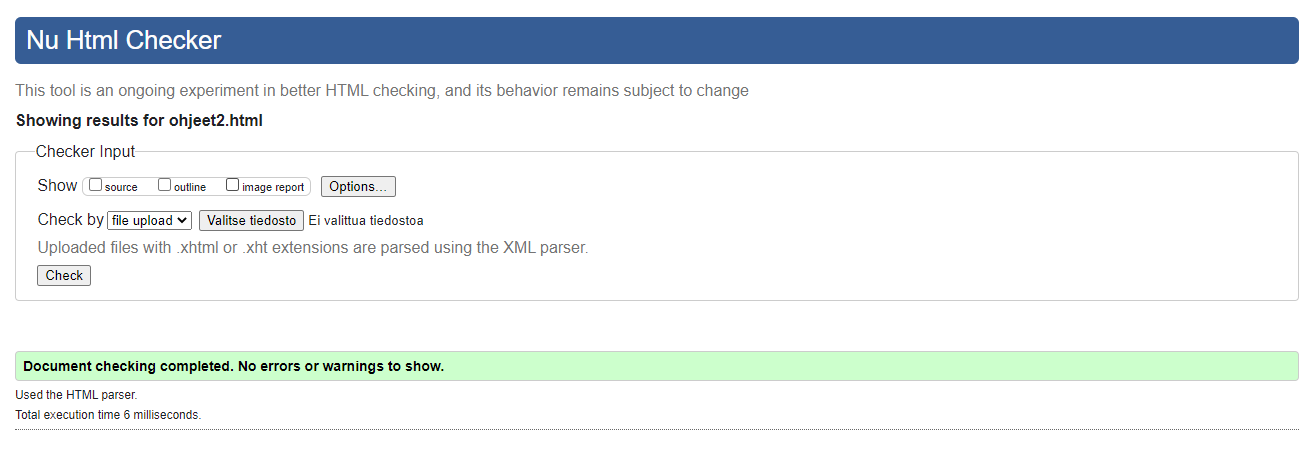 Nu Html Checker
This tool is an ongoing experiment in better HTML checking, and its behavior remains subject to change
Showing results for ohjeet2.html
Checker Input
Show source outline image report Options...
Check by file upload Valitse tiedosto Ei valittua tiedostoa
Uploaded files with .xhtml or .xht extensions are parsed using the XML parser.
Check
Document checking completed. No errors or warnings to show.
Used the HTML parser.
Total execution time 6 milliseconds.